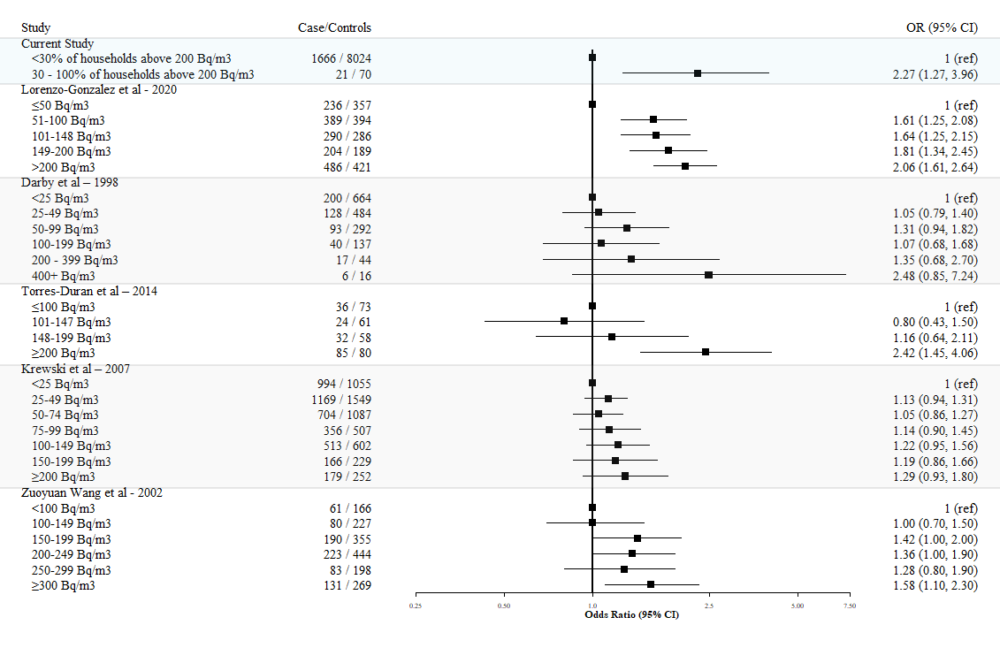 Study Case/Controls OR (95% CI)
Current Study
<30% of households above 200 Bq/m3 1666 / 8024 1 (ref)
30 - 100% of households above 200 Bq/m3 21 / 70 2.27 (1.27, 3.96)
Lorenzo-Gonzalez et al - 2020
≤50 Bq/m3 236 / 357 1 (ref)
51-100 Bq/m3 389 / 394 1.61 (1.25, 2.08)
101-148 Bq/m3 290 / 286 1.64 (1.25, 2.15)
149-200 Bq/m3 204 / 189 1.81 (1.34, 2.45)
>200 Bq/m3 486 / 421 2.06 (1.61, 2.64)
Darby et al – 1998
<25 Bq/m3 200 / 664 1 (ref)
25-49 Bq/m3 128 / 484 1.05 (0.79, 1.40)
50-99 Bq/m3 93 / 292 1.31 (0.94, 1.82)
100-199 Bq/m3 40 / 137 1.07 (0.68, 1.68)
200 - 399 Bq/m3 17 / 44 1.35 (0.68, 2.70)
400+ Bq/m3 6 / 16 2.48 (0.85, 7.24)
Torres-Duran et al – 2014
≤100 Bq/m3 36 / 73 1 (ref)
101-147 Bq/m3 24 / 61 0.80 (0.43, 1.50)
148-199 Bq/m3 32 / 58 1.16 (0.64, 2.11)
≥200 Bq/m3 85 / 80 2.42 (1.45, 4.06)
Krewski et al – 2007
<25 Bq/m3 994 / 1055 1 (ref)
25-49 Bq/m3 1169 / 1549 1.13 (0.94, 1.31)
50-74 Bq/m3 704 / 1087 1.05 (0.86, 1.27)
75-99 Bq/m3 356 / 507 1.14 (0.90, 1.45)
100-149 Bq/m3 513 / 602 1.22 (0.95, 1.56)
150-199 Bq/m3 166 / 229 1.19 (0.86, 1.66)
≥200 Bq/m3 179 / 252 1.29 (0.93, 1.80)
Zuoyuan Wang et al - 2002
<100 Bq/m3 61 / 166 1 (ref)
100-149 Bq/m3 80 / 227 1.00 (0.70, 1.50)
150-199 Bq/m3 190 / 355 1.42 (1.00, 2.00)
200-249 Bq/m3 223 / 444 1.36 (1.00, 1.90)
250-299 Bq/m3 83 / 198 1.28 (0.80, 1.90)
≥300 Bq/m3 131 / 269 1.58 (1.10, 2.30)
0.25 0.50 1.0 2.5 5.00 7.50
Odds Ratio (95% CI)